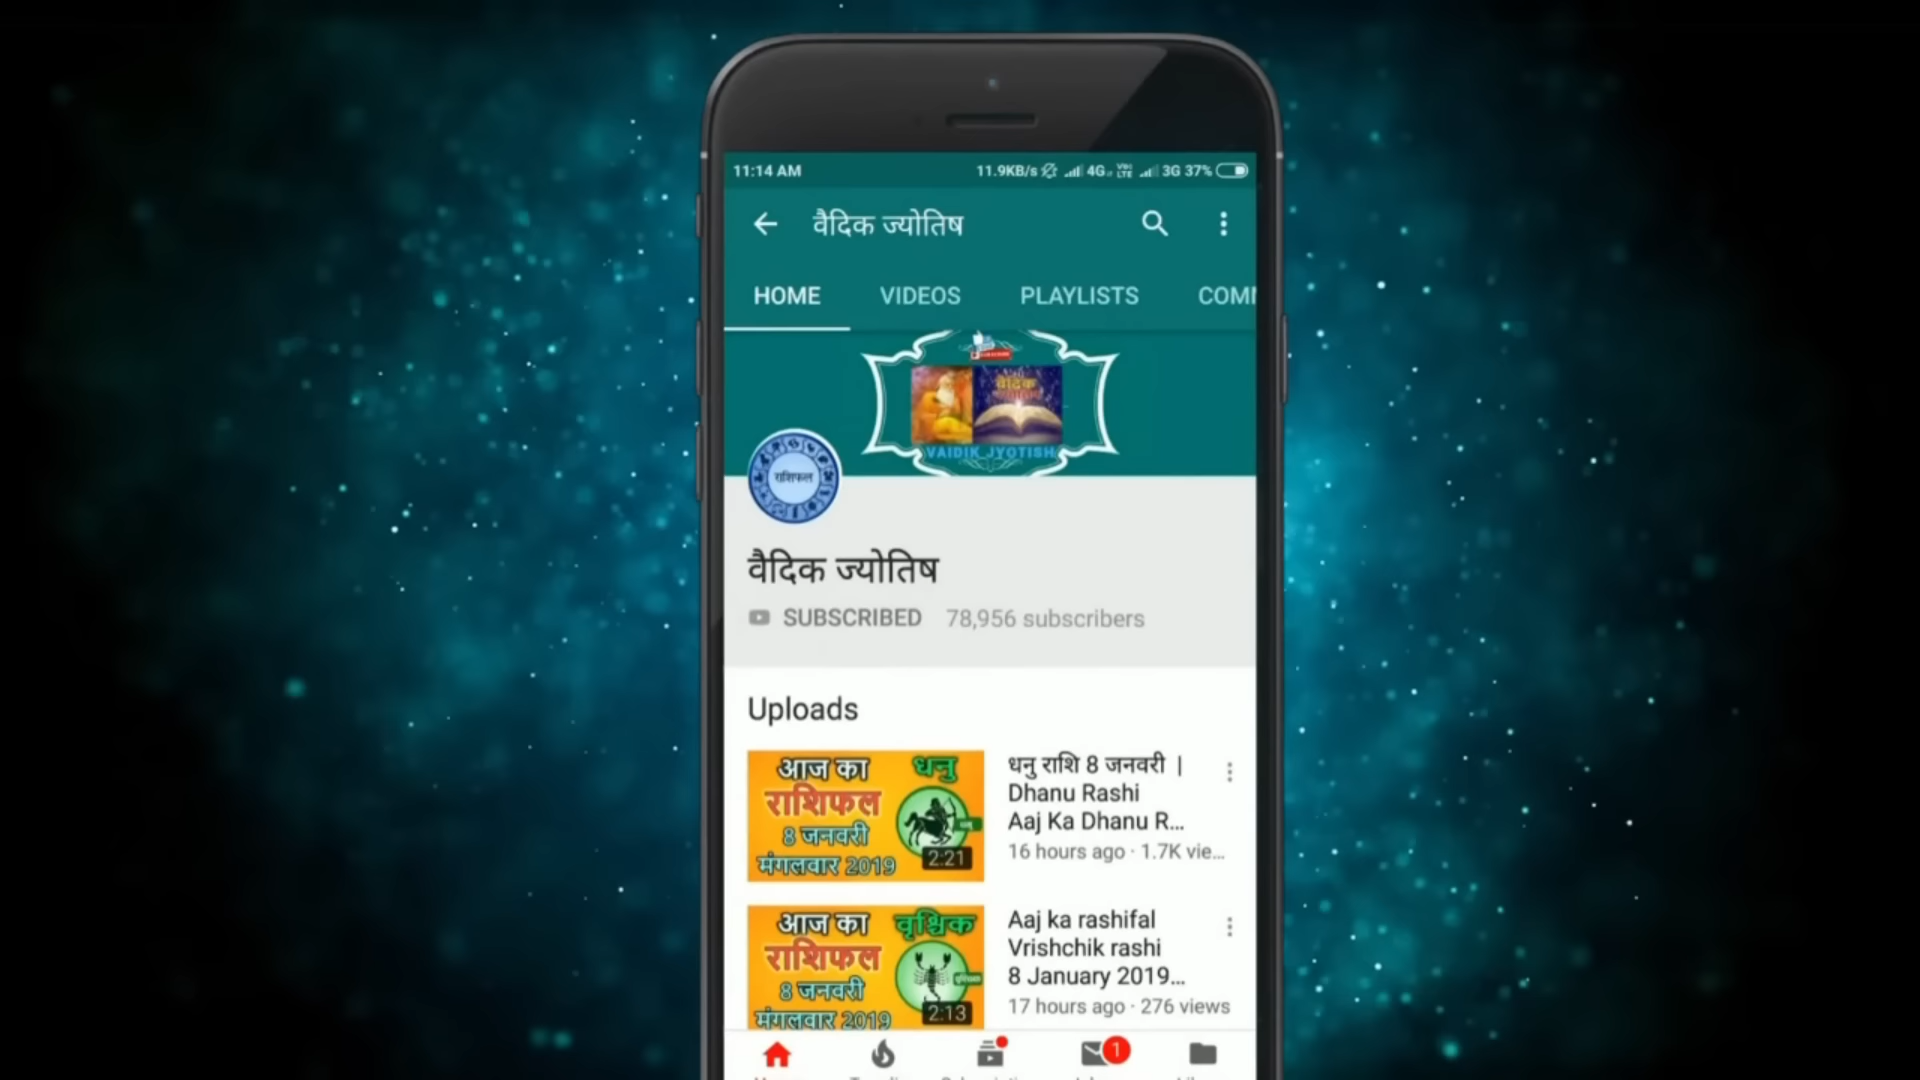 11:14 AM 11.9KB/s 4G VoLTE 3G 37%
वैदिक ज्योतिष
HOME VIDEOS PLAYLISTS COMM
वैदिक
VAIDIK JYOTISH
राशिफल
वैदिक ज्योतिष
SUBSCRIBED 78,956 subscribers
Uploads
आज का धनु
राशिफल
8 जनवरी
मंगलवार 2019
2:21
धनु राशि 8 जनवरी |
Dhanu Rashi
Aaj Ka Dhanu R...
16 hours ago · 1.7K vie...
आज का वृश्चिक
राशिफल
8 जनवरी
मंगलवार 2019
2:13
Aaj ka rashifal
Vrishchik rashi
8 January 2019...
17 hours ago · 276 views
1